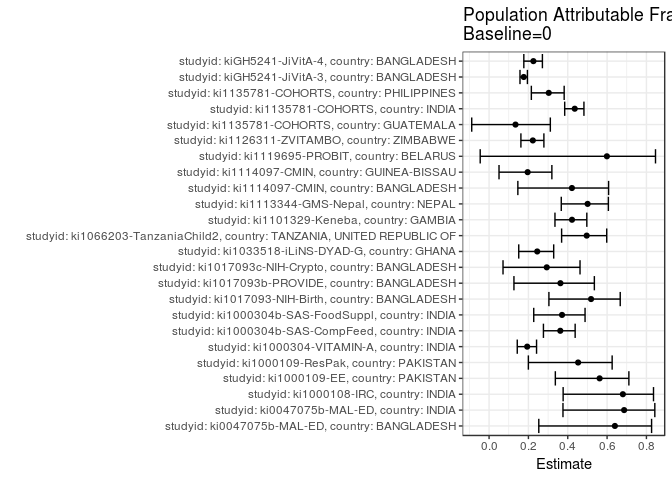 Population Attributable Fra
Baseline=0
studyid: kiGH5241-JiVitA-4, country: BANGLADESH
studyid: kiGH5241-JiVitA-3, country: BANGLADESH
studyid: ki1135781-COHORTS, country: PHILIPPINES
studyid: ki1135781-COHORTS, country: INDIA
studyid: ki1135781-COHORTS, country: GUATEMALA
studyid: ki1126311-ZVITAMBO, country: ZIMBABWE
studyid: ki1119695-PROBIT, country: BELARUS
studyid: ki1114097-CMIN, country: GUINEA-BISSAU
studyid: ki1114097-CMIN, country: BANGLADESH
studyid: ki1113344-GMS-Nepal, country: NEPAL
studyid: ki1101329-Keneba, country: GAMBIA
studyid: ki1066203-TanzaniaChild2, country: TANZANIA, UNITED REPUBLIC OF
studyid: ki1033518-iLiNS-DYAD-G, country: GHANA
studyid: ki1017093c-NIH-Crypto, country: BANGLADESH
studyid: ki1017093b-PROVIDE, country: BANGLADESH
studyid: ki1017093-NIH-Birth, country: BANGLADESH
studyid: ki1000304b-SAS-FoodSuppl, country: INDIA
studyid: ki1000304b-SAS-CompFeed, country: INDIA
studyid: ki1000304-VITAMIN-A, country: INDIA
studyid: ki1000109-ResPak, country: PAKISTAN
studyid: ki1000109-EE, country: PAKISTAN
studyid: ki1000108-IRC, country: INDIA
studyid: ki0047075b-MAL-ED, country: INDIA
studyid: ki0047075b-MAL-ED, country: BANGLADESH
0.0 0.2 0.4 0.6 0.8
Estimate